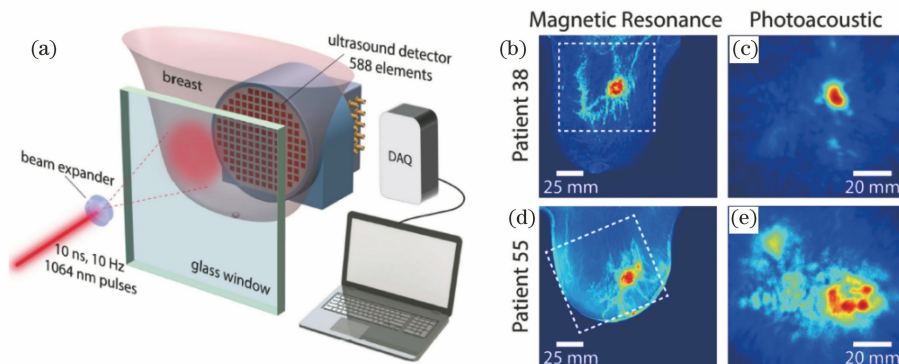 (a)
breast
ultrasound detector
588 elements
DAQ
beam expander
10 ns, 10 Hz
1064 nm pulses
glass window
Magnetic Resonance
Photoacoustic
Patient 38
(b)
25 mm
(c)
20 mm
Patient 55
(d)
25 mm
(e)
20 mm